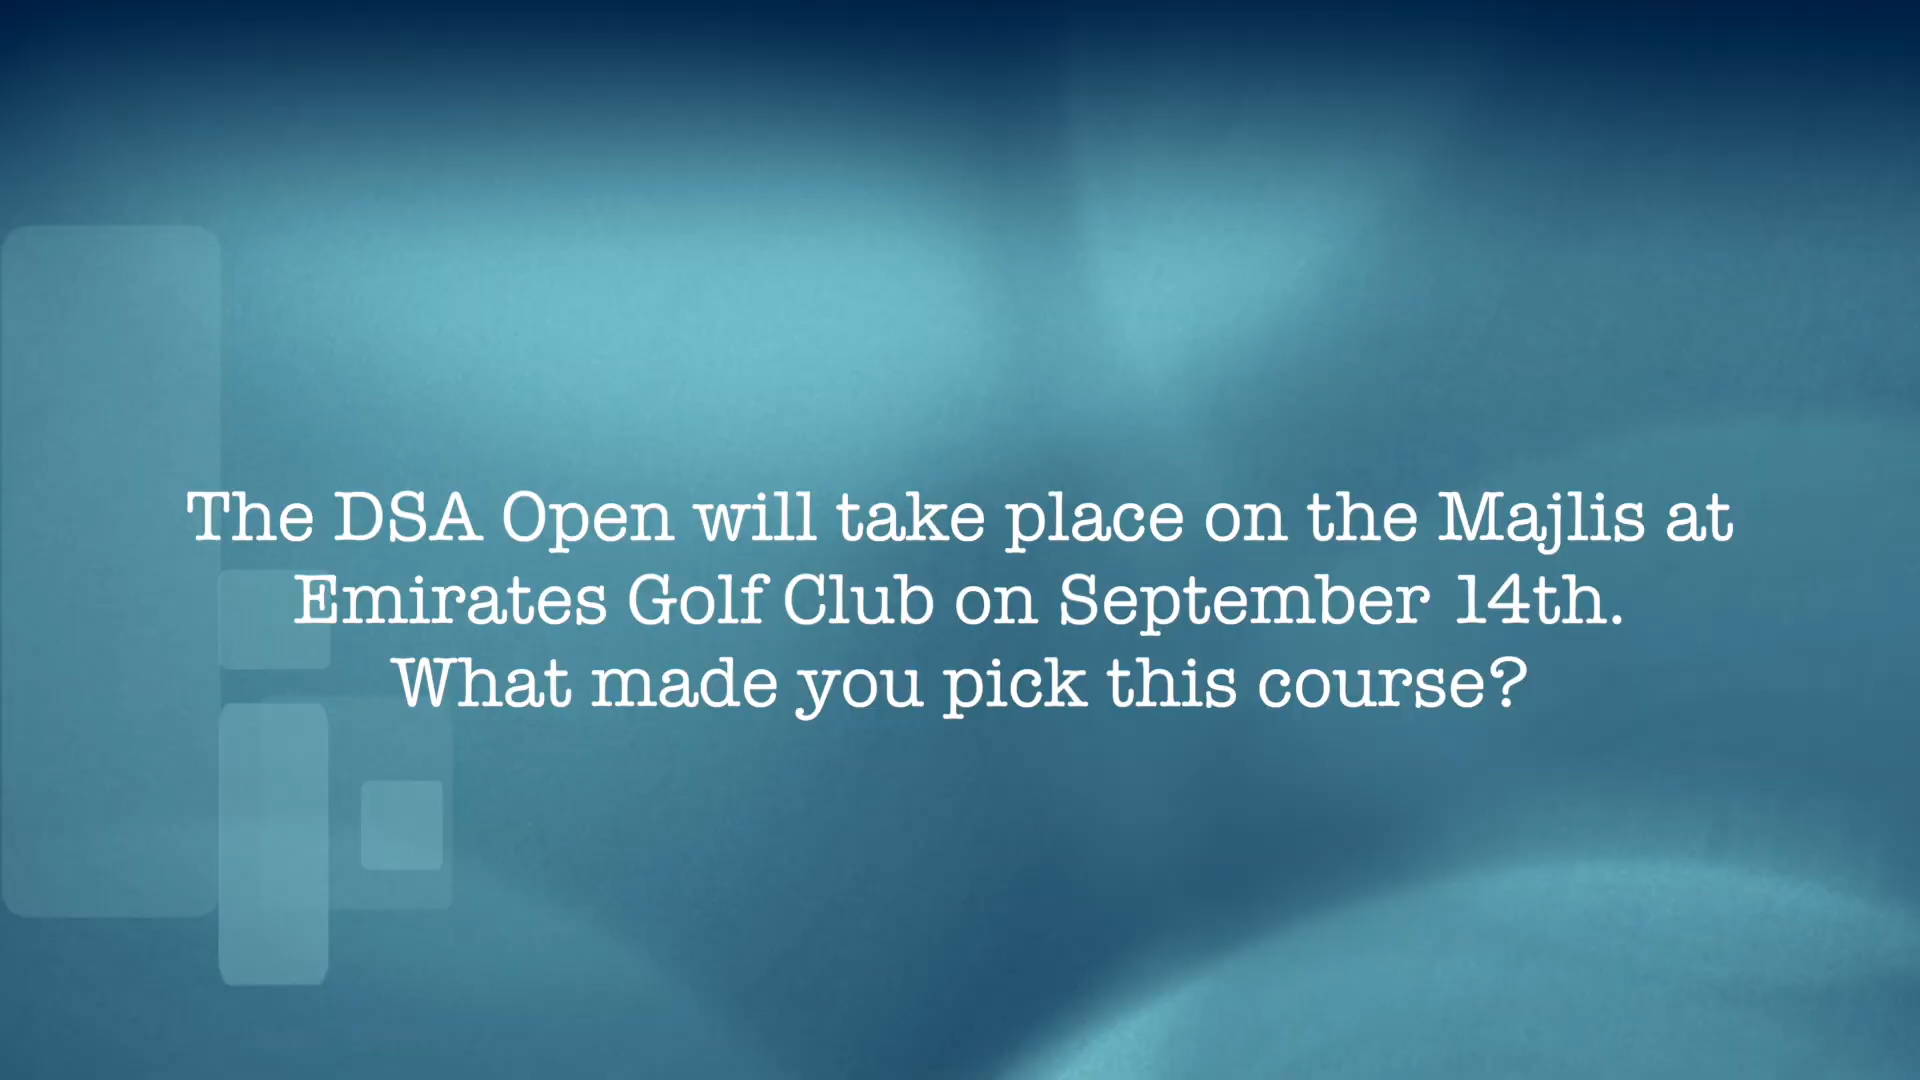 The DSA Open will take place on the Majlis at
Emirates Golf Club on September 14th.
What made you pick this course?